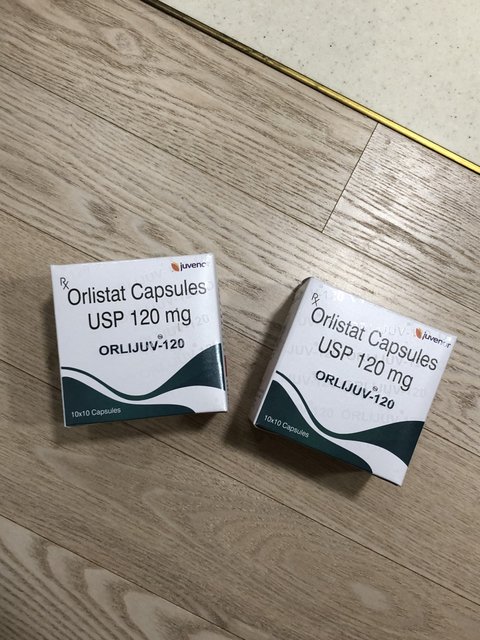 juvenor
Rx
Orlistat Capsules
USP 120 mg
ORLIJUV-120
10x10 Capsules
juvenor
Rx
Orlistat Capsules
USP 120 mg
ORLIJUV-120
10x10 Capsules